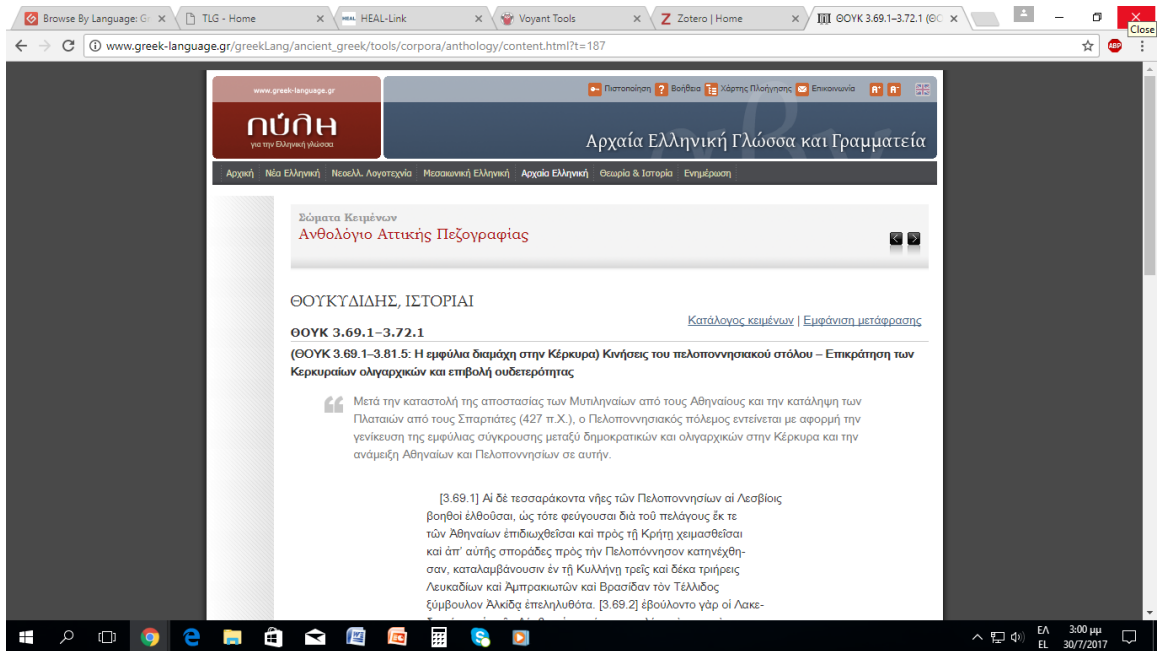 Browse By Language: G
TLG - Home
HEAL HEAL-Link
Voyant Tools
Z Zotero | Home
ΘΟΥΚ 3.69.1–3.72.1 (ΘΟ
Close
www.greek-language.gr/greekLang/ancient_greek/tools/corpora/anthology/content.html?t=187
ABP
www.greek-language.gr
Πιστοποίηση ? Βοήθεια Χάρτης Πλοήγησης Επικοινωνία
πύλη
για την Ελληνική γλώσσα
Αρχαία Ελληνική Γλώσσα και Γραμματεία
Αρχική Νέα Ελληνική Νεοελλ. Λογοτεχνία Μεσαιωνική Ελληνική Αρχαία Ελληνική Θεωρία & Ιστορία Ενημέρωση
Σώματα Κειμένων
Ανθολόγιο Αττικής Πεζογραφίας
ΘΟΥΚΥΔΙΔΗΣ, ΙΣΤΟΡΙΑΙ
Κατάλογος κειμένων | Εμφάνιση μετάφρασης
ΘΟΥΚ 3.69.1–3.72.1
(ΘΟΥΚ 3.69.1–3.81.5: Η εμφύλια διαμάχη στην Κέρκυρα) Κινήσεις του πελοποννησιακού στόλου – Επικράτηση των
Κερκυραίων ολιγαρχικών και επιβολή ουδετερότητας
Μετά την καταστολή της αποστασίας των Μυτιληναίων από τους Αθηναίους και την κατάληψη των
Πλαταιών από τους Σπαρτιάτες (427 π.Χ.), ο Πελοποννησιακός πόλεμος εντείνεται με αφορμή την
γενίκευση της εμφύλιας σύγκρουσης μεταξύ δημοκρατικών και ολιγαρχικών στην Κέρκυρα και την
ανάμειξη Αθηναίων και Πελοποννησίων σε αυτήν.
[3.69.1] Αἱ δὲ τεσσαράκοντα νῆες τῶν Πελοποννησίων αἱ Λεσβίοις
βοηθοὶ ἐλθοῦσαι, ὡς τότε φεύγουσαι διὰ τοῦ πελάγους ἔκ τε
τῶν Ἀθηναίων ἐπιδιωχθεῖσαι καὶ πρὸς τῇ Κρήτῃ χειμασθεῖσαι
καὶ ἀπ' αὐτῆς σποράδες πρὸς τὴν Πελοπόννησον κατηνέχθη-
σαν, καταλαμβάνουσιν ἐν τῇ Κυλλήνῃ τρεῖς καὶ δέκα τριήρεις
Λευκαδίων καὶ Ἀμπρακιωτῶν καὶ Βρασίδαν τὸν Τέλλιδος
ξύμβουλον Ἀλκίδᾳ ἐπεληλυθότα. [3.69.2] ἐβούλοντο γὰρ οἱ Λακε-
ΕΛ 3:00 μμ
EL 30/7/2017